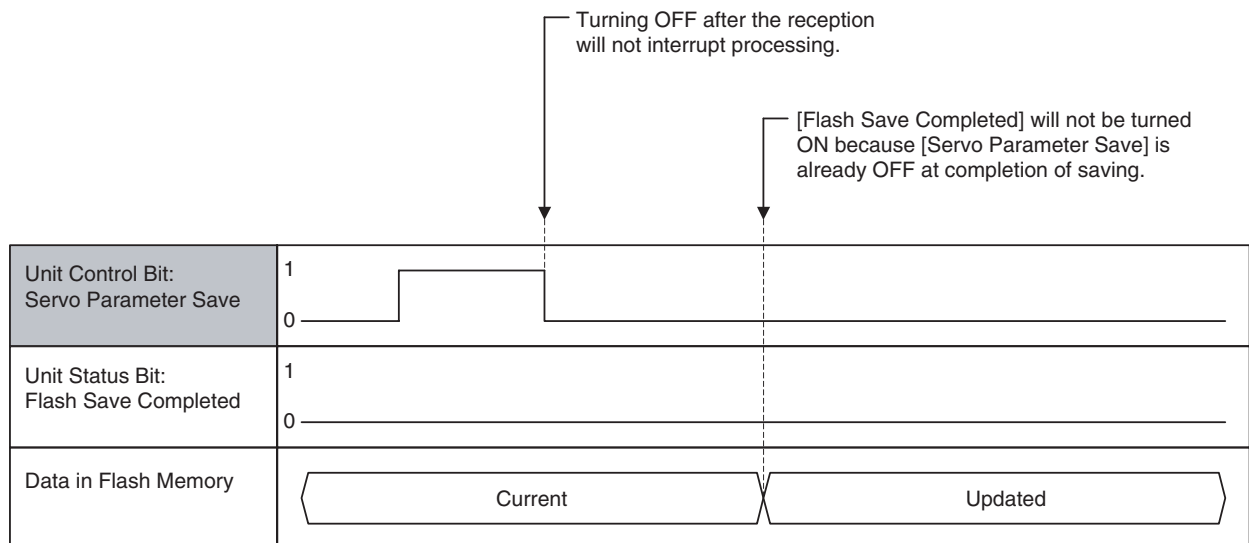 Turning OFF after the reception
will not interrupt processing.
[Flash Save Completed] will not be turned
ON because [Servo Parameter Save] is
already OFF at completion of saving.
Unit Control Bit:
Servo Parameter Save
1
0
Unit Status Bit:
Flash Save Completed
1
0
Data in Flash Memory
Current
Updated